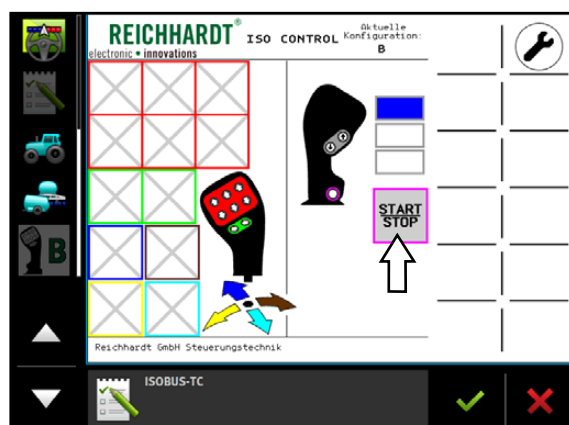 REICHHARDT®
electronic • innovations
ISO CONTROL
Aktuelle
Konfiguration:
B
START
STOP
B
Reichhardt GmbH Steuerungstechnik
ISOBUS-TC